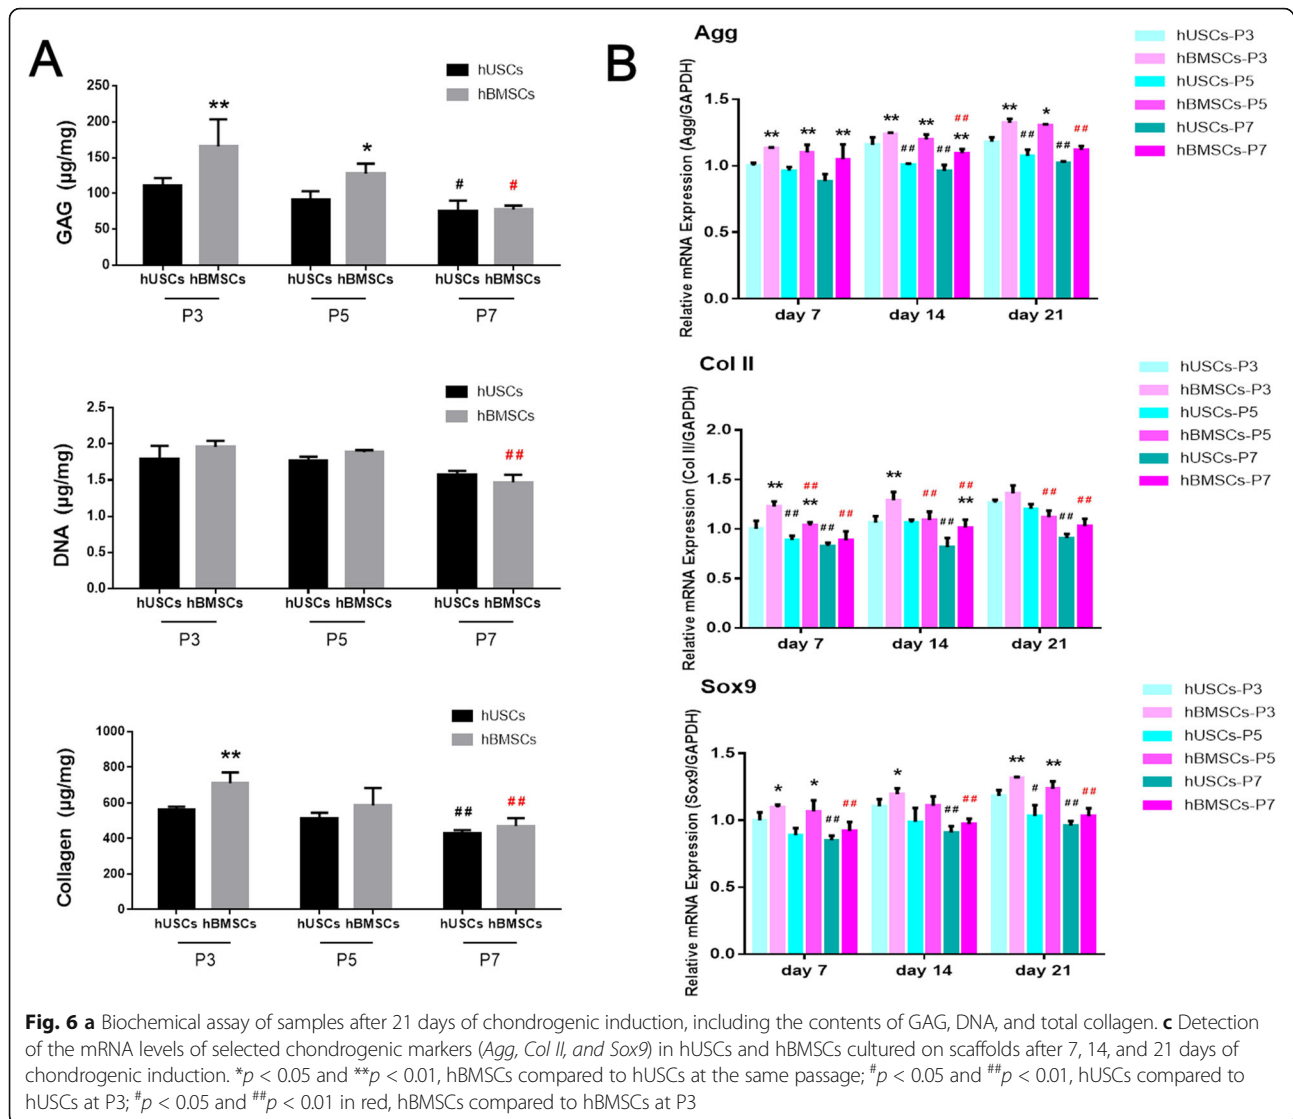 A
hUSCs
hBMSCs
GAG (µg/mg)
250
200
150
100
50
0
**
*
#
#
hUSCs hBMSCs hUSCs hBMSCs hUSCs hBMSCs
P3 P5 P7
hUSCs
hBMSCs
DNA (µg/mg)
2.5
2.0
1.5
1.0
0.5
0.0
##
hUSCs hBMSCs hUSCs hBMSCs hUSCs hBMSCs
P3 P5 P7
hUSCs
hBMSCs
Collagen (µg/mg)
1000
800
600
400
200
0
**
##
##
hUSCs hBMSCs hUSCs hBMSCs hUSCs hBMSCs
P3 P5 P7
B
Agg
hUSCs-P3
hBMSCs-P3
hUSCs-P5
hBMSCs-P5
hUSCs-P7
hBMSCs-P7
Relative mRNA Expression (Agg/GAPDH)
1.5
1.0
0.5
0.0
** ** ** ** ## ** ## ## ** ** ## * ## ##
day 7 day 14 day 21
Col II
hUSCs-P3
hBMSCs-P3
hUSCs-P5
hBMSCs-P5
hUSCs-P7
hBMSCs-P7
Relative mRNA Expression (Col II/GAPDH)
2.0
1.5
1.0
0.5
0.0
** ## ## ** ## ## ** ## ## ## ** ## ## ##
day 7 day 14 day 21
Sox9
hUSCs-P3
hBMSCs-P3
hUSCs-P5
hBMSCs-P5
hUSCs-P7
hBMSCs-P7
Relative mRNA Expression (Sox9/GAPDH)
1.5
1.0
0.5
0.0
* * ## ## * ## ## ** # ** ## ##
day 7 day 14 day 21
Fig. 6 a Biochemical assay of samples after 21 days of chondrogenic induction, including the contents of GAG, DNA, and total collagen. c Detection
of the mRNA levels of selected chondrogenic markers (Agg, Col II, and Sox9) in hUSCs and hBMSCs cultured on scaffolds after 7, 14, and 21 days of
chondrogenic induction. *p < 0.05 and **p < 0.01, hBMSCs compared to hUSCs at the same passage; #p < 0.05 and ##p < 0.01, hUSCs compared to
hUSCs at P3; #p < 0.05 and ##p < 0.01 in red, hBMSCs compared to hBMSCs at P3